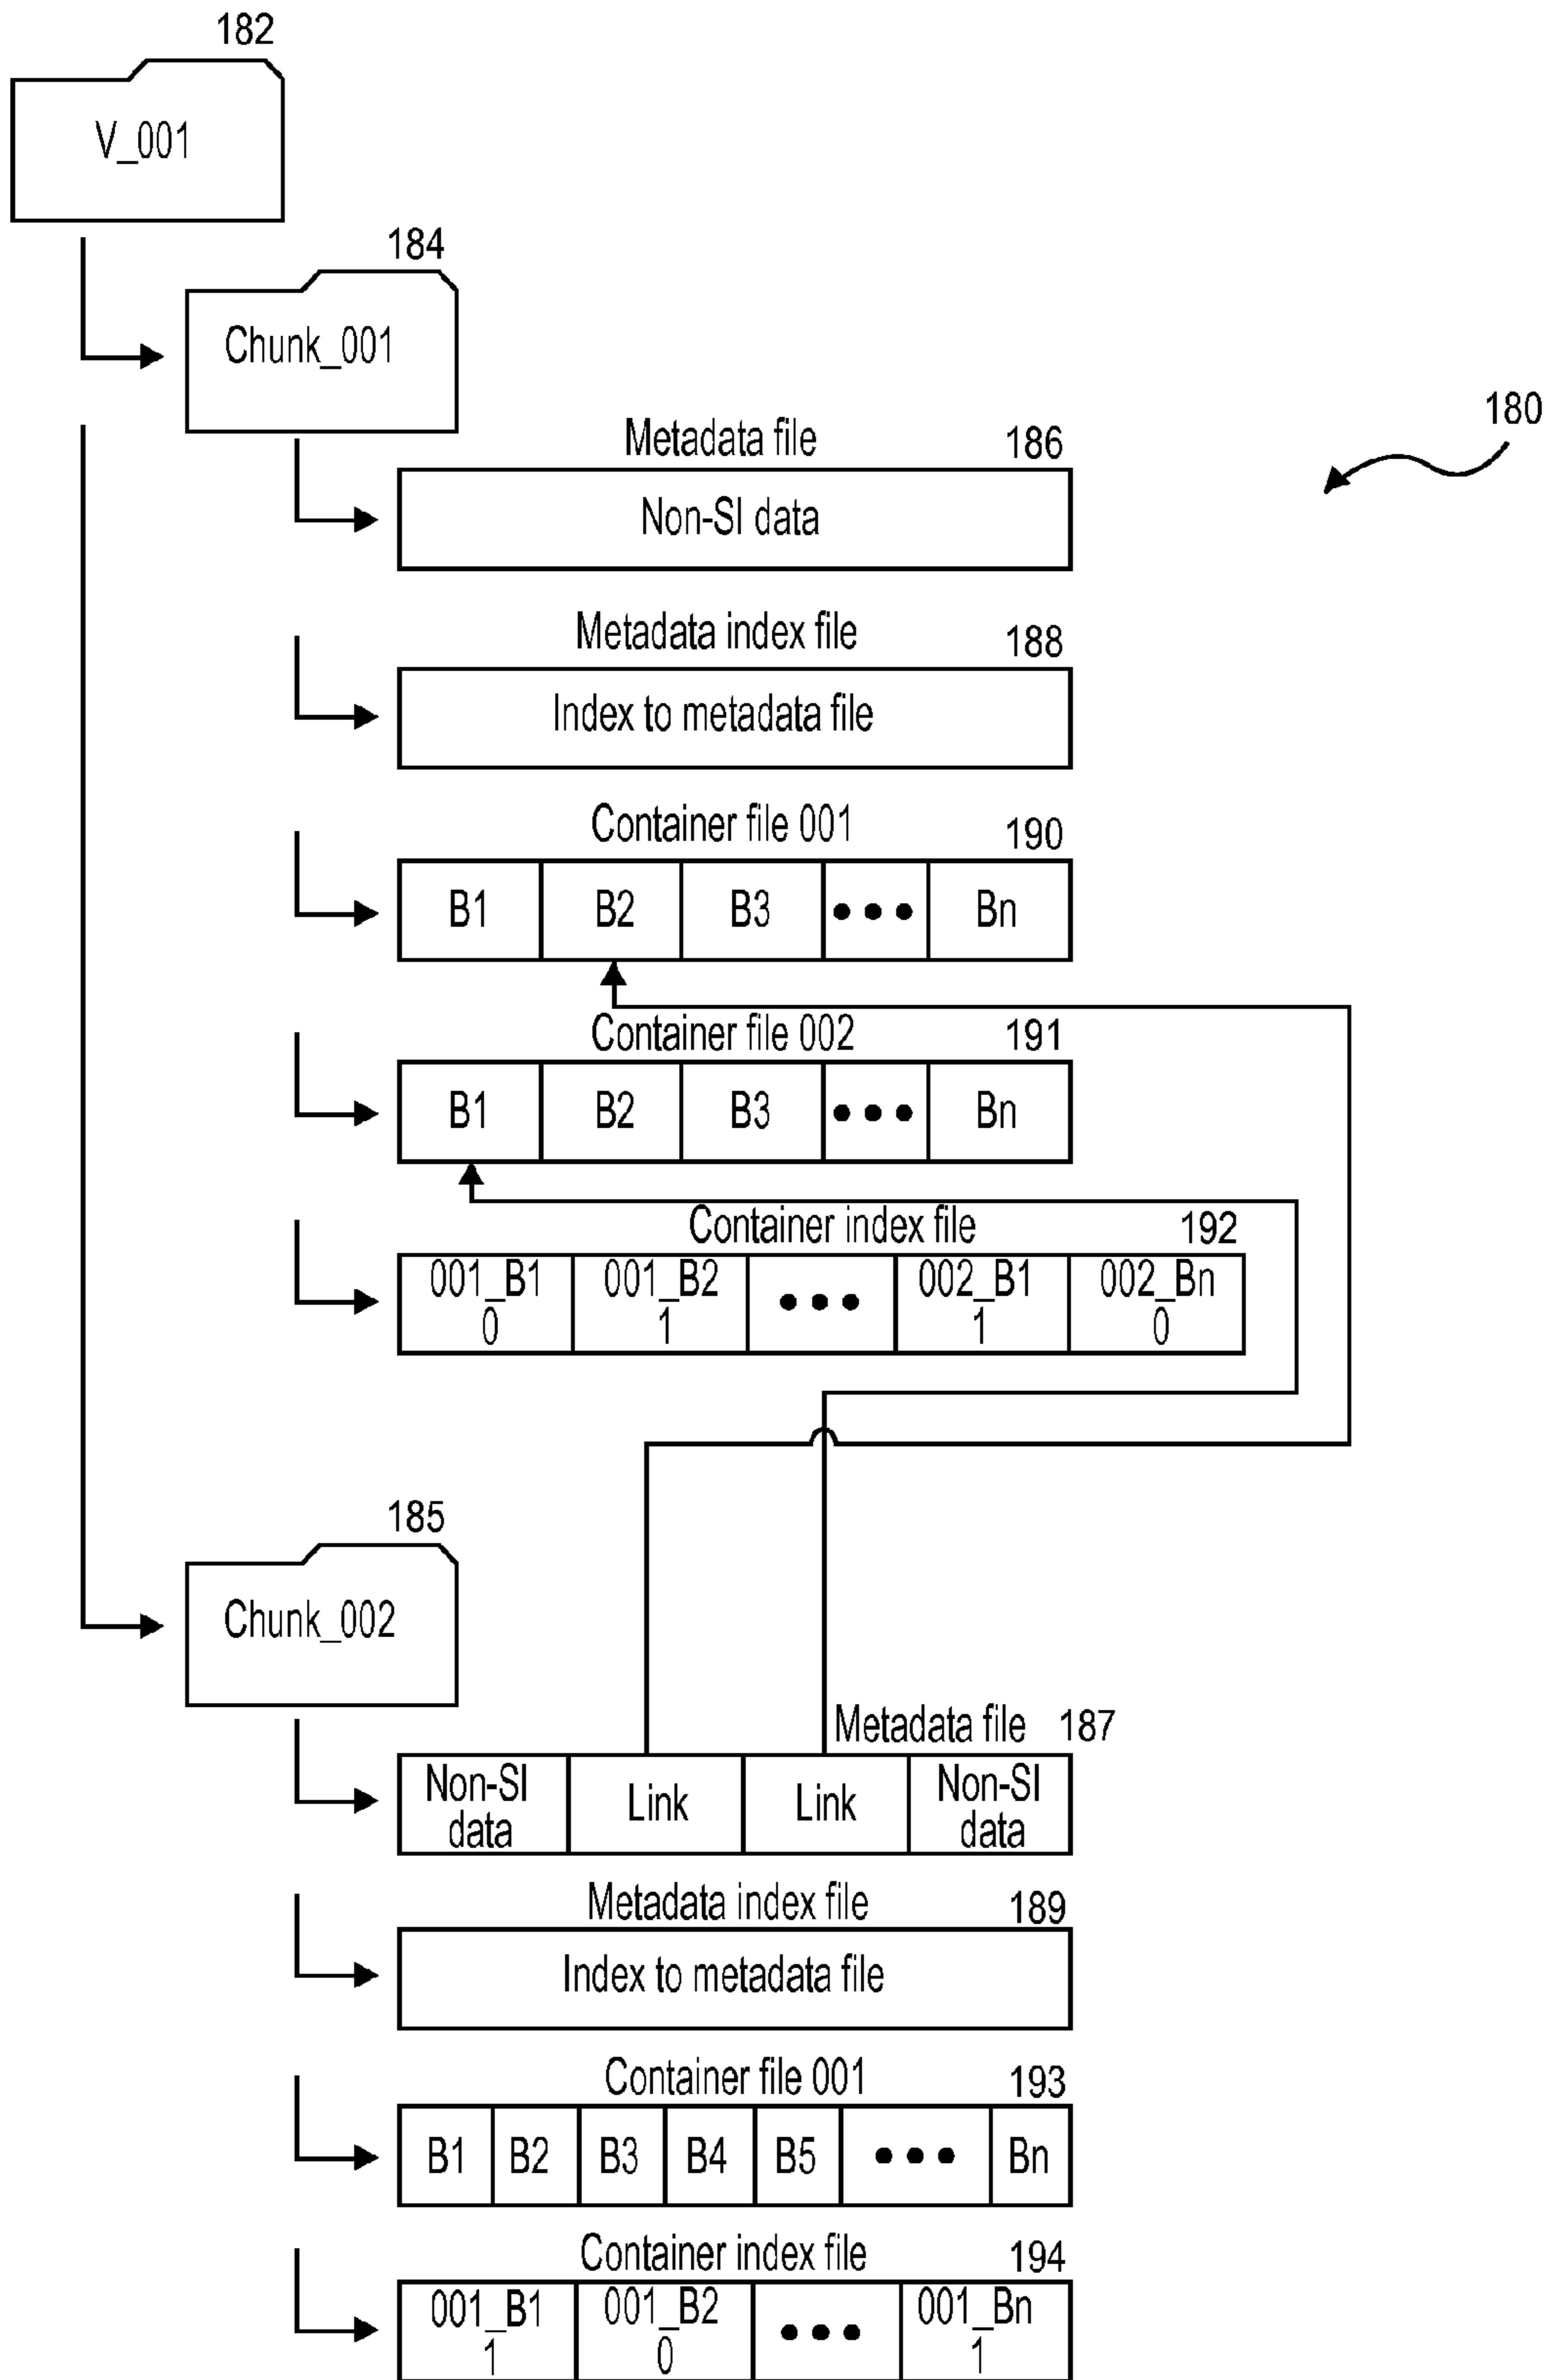 182
V_001
184
Chunk_001
180
Metadata file 186
Non-SI data
Metadata index file 188
Index to metadata file
Container file 001 190
B1 B2 B3 ••• Bn
Container file 002 191
B1 B2 B3 ••• Bn
Container index file 192
001_B1 001_B2 ••• 002_B1 002_Bn
0 1 1 0
185
Chunk_002
Metadata file 187
Non-SI data Link Link Non-SI data
Metadata index file 189
Index to metadata file
Container file 001 193
B1 B2 B3 B4 B5 ••• Bn
Container index file 194
001_B1 001_B2 ••• 001_Bn
1 0 1